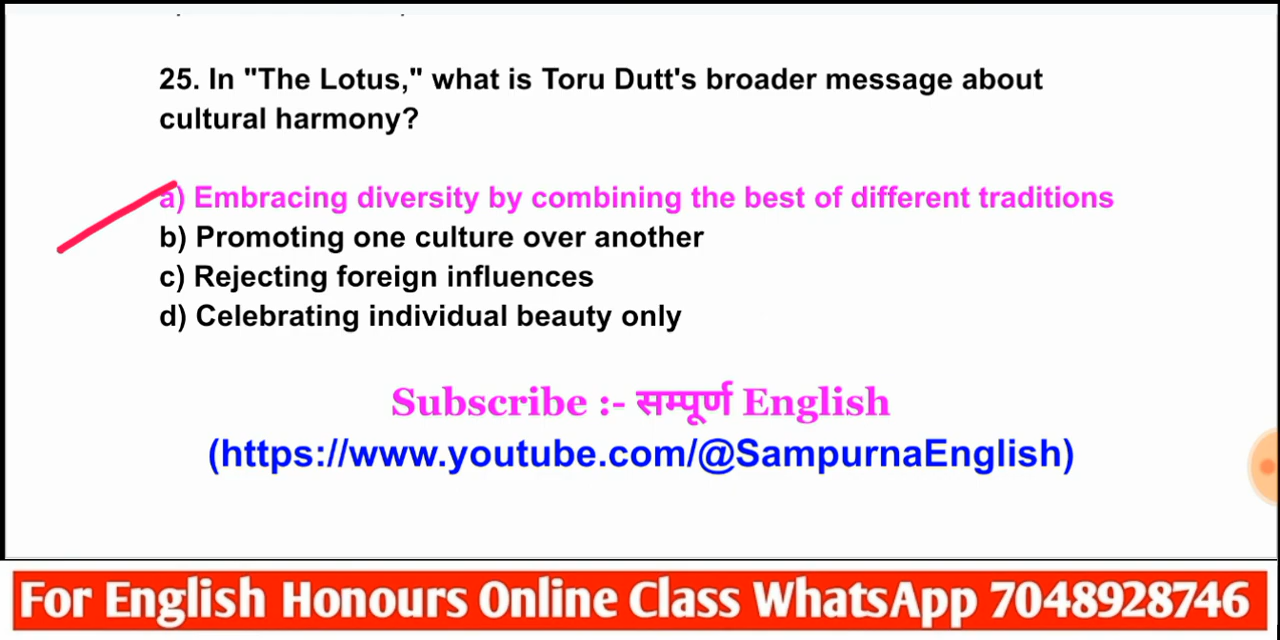 25. In "The Lotus," what is Toru Dutt's broader message about
cultural harmony?
a) Embracing diversity by combining the best of different traditions
b) Promoting one culture over another
c) Rejecting foreign influences
d) Celebrating individual beauty only
Subscribe :- सम्पूर्ण English
(https://www.youtube.com/@SampurnaEnglish)
For English Honours Online Class WhatsApp 7048928746